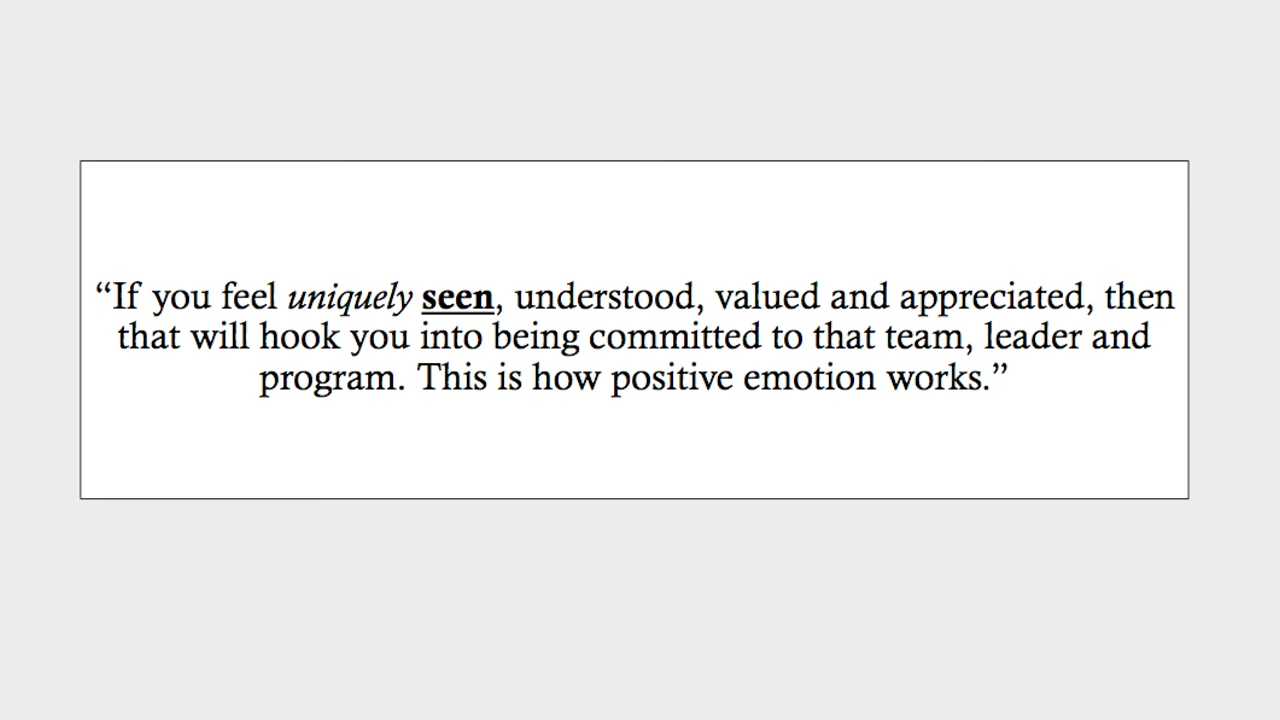 “If you feel uniquely seen, understood, valued and appreciated, then
that will hook you into being committed to that team, leader and
program. This is how positive emotion works.”